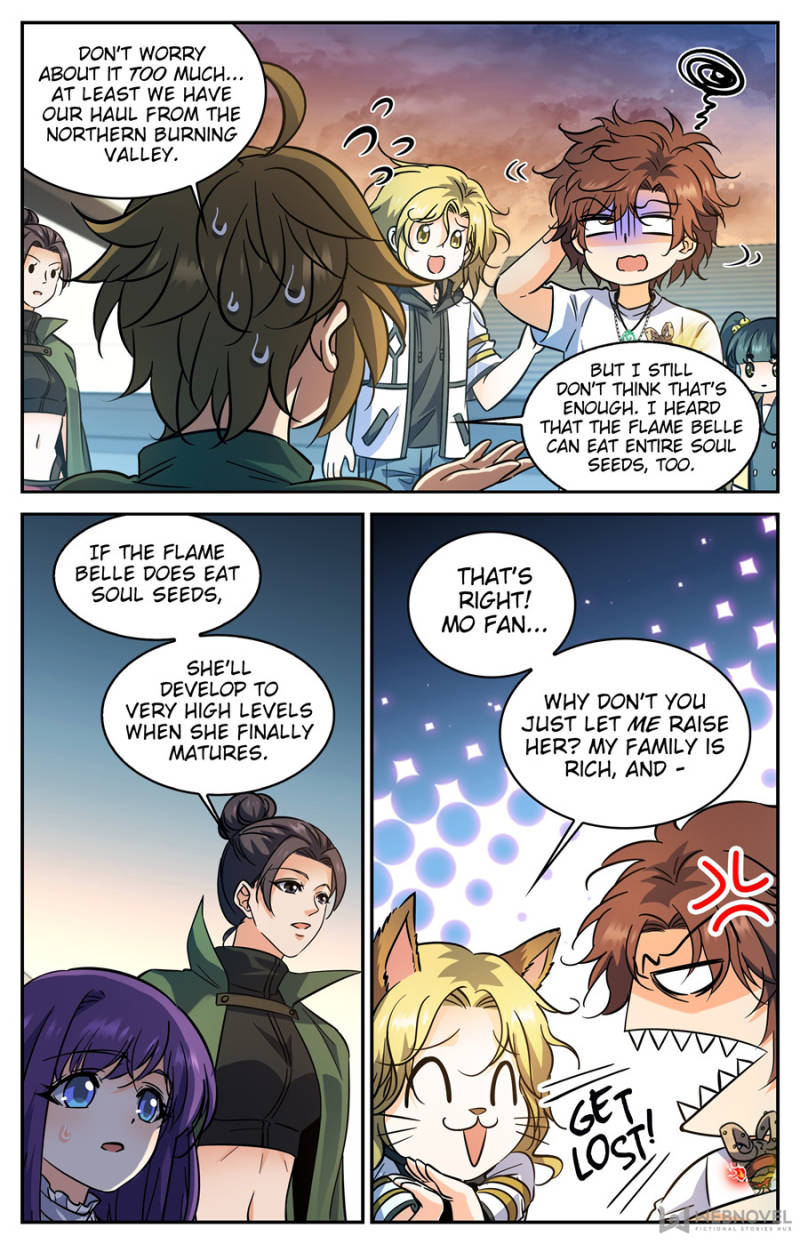 DON'T WORRY
ABOUT IT TOO MUCH...
AT LEAST WE HAVE
OUR HAUL FROM THE
NORTHERN BURNING
VALLEY.
BUT I STILL
DON'T THINK THAT'S
ENOUGH. I HEARD
THAT THE FLAME BELLE
CAN EAT ENTIRE SOUL
SEEDS, TOO.
IF THE FLAME
BELLE DOES EAT
SOUL SEEDS,
SHE'LL
DEVELOP TO
VERY HIGH LEVELS
WHEN SHE FINALLY
MATURES.
THAT'S
RIGHT!
MO FAN...
WHY DON'T YOU
JUST LET ME RAISE
HER? MY FAMILY IS
RICH, AND -
GET
LOST!
WEBNOVEL
FICTIONAL STORIES HUB